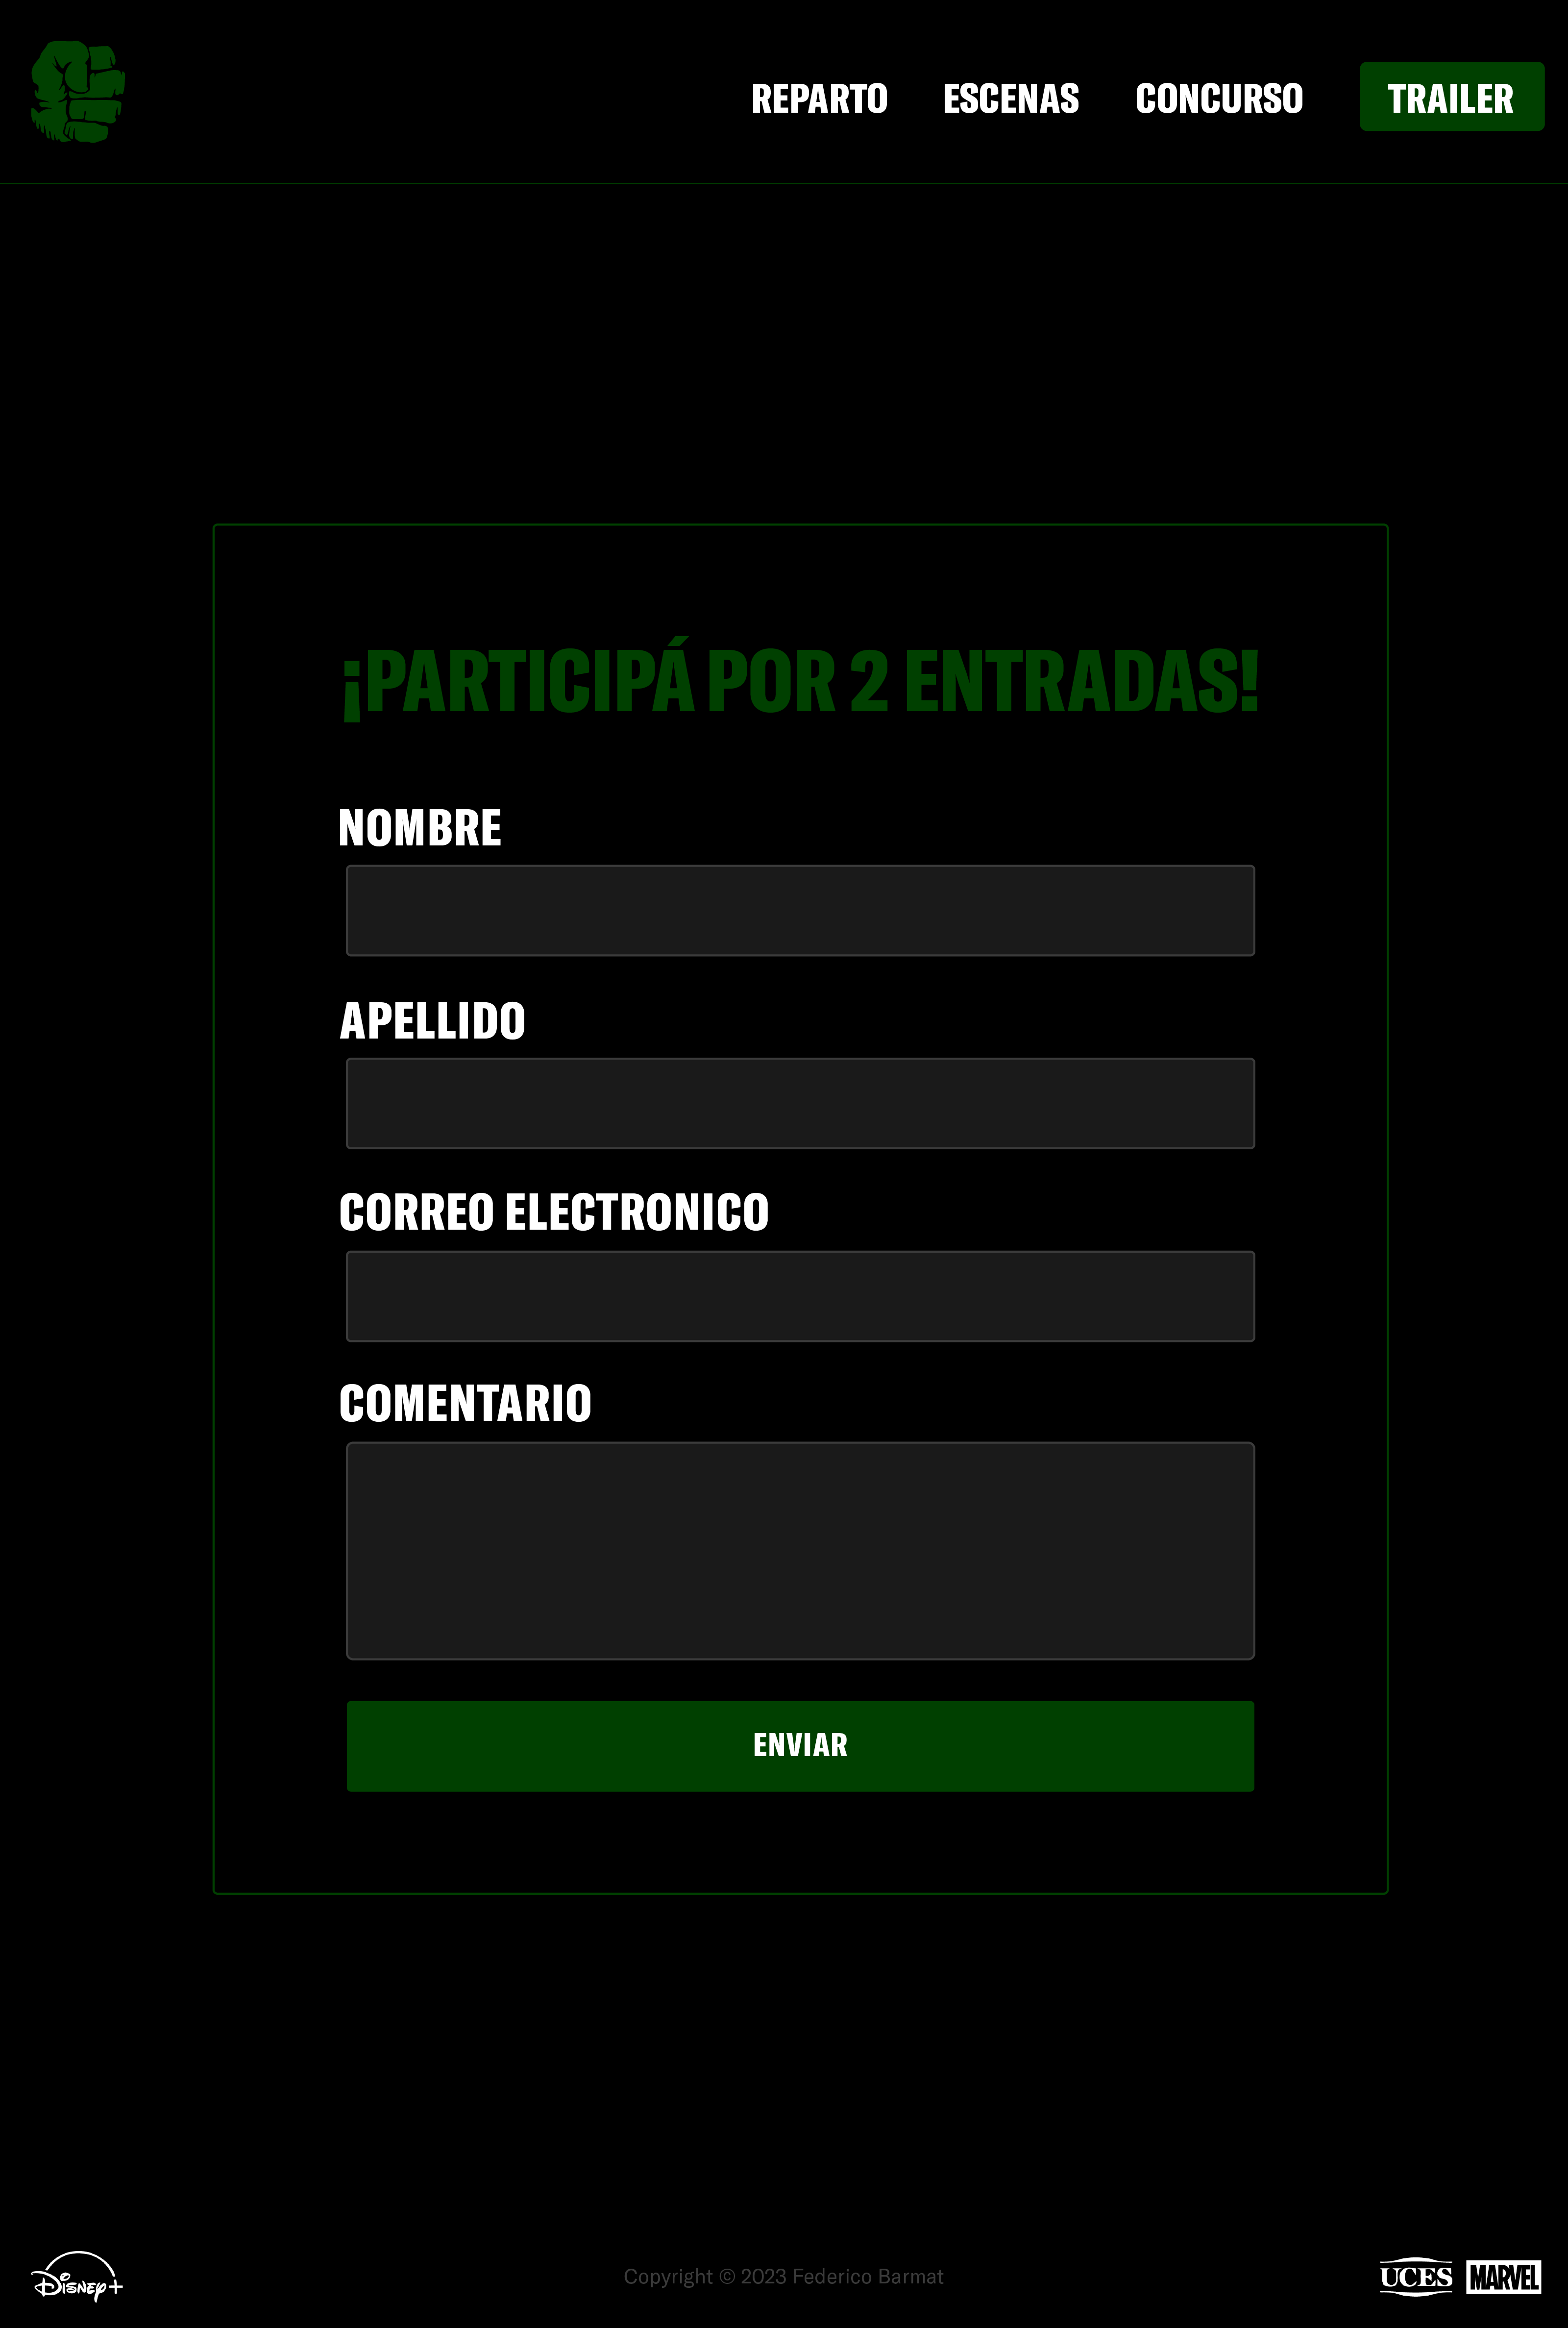 REPARTO ESCENAS CONCURSO TRAILER
¡PARTICIPÁ POR 2 ENTRADAS!
NOMBRE
APELLIDO
CORREO ELECTRONICO
COMENTARIO
ENVIAR
Disney+ Copyright © 2023 Federico Barmat UCES MARVEL